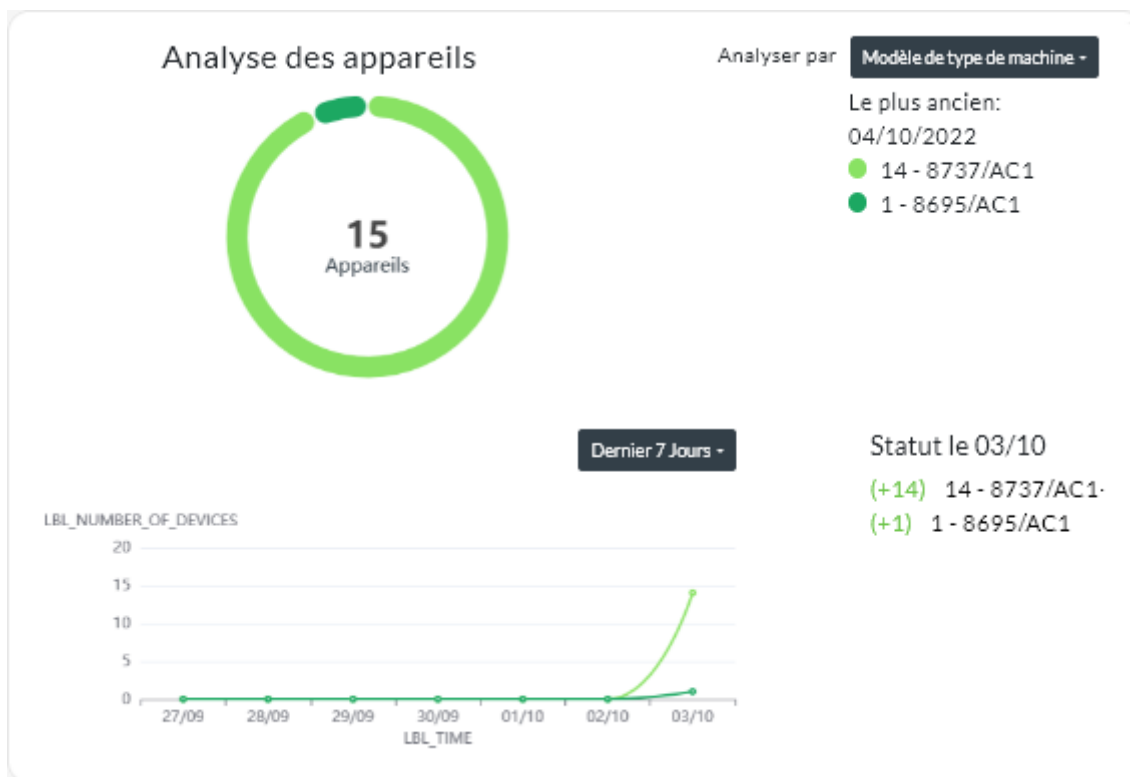 Analyse des appareils
Analyser par Modèle de type de machine
Le plus ancien:
04/10/2022
14 - 8737/AC1
1 - 8695/AC1
15
Appareils
Dernier 7 Jours
Statut le 03/10
(+14) 14 - 8737/AC1-
(+1) 1 - 8695/AC1
LBL_NUMBER_OF_DEVICES
20
15
10
5
0
27/09 28/09 29/09 30/09 01/10 02/10 03/10
LBL_TIME